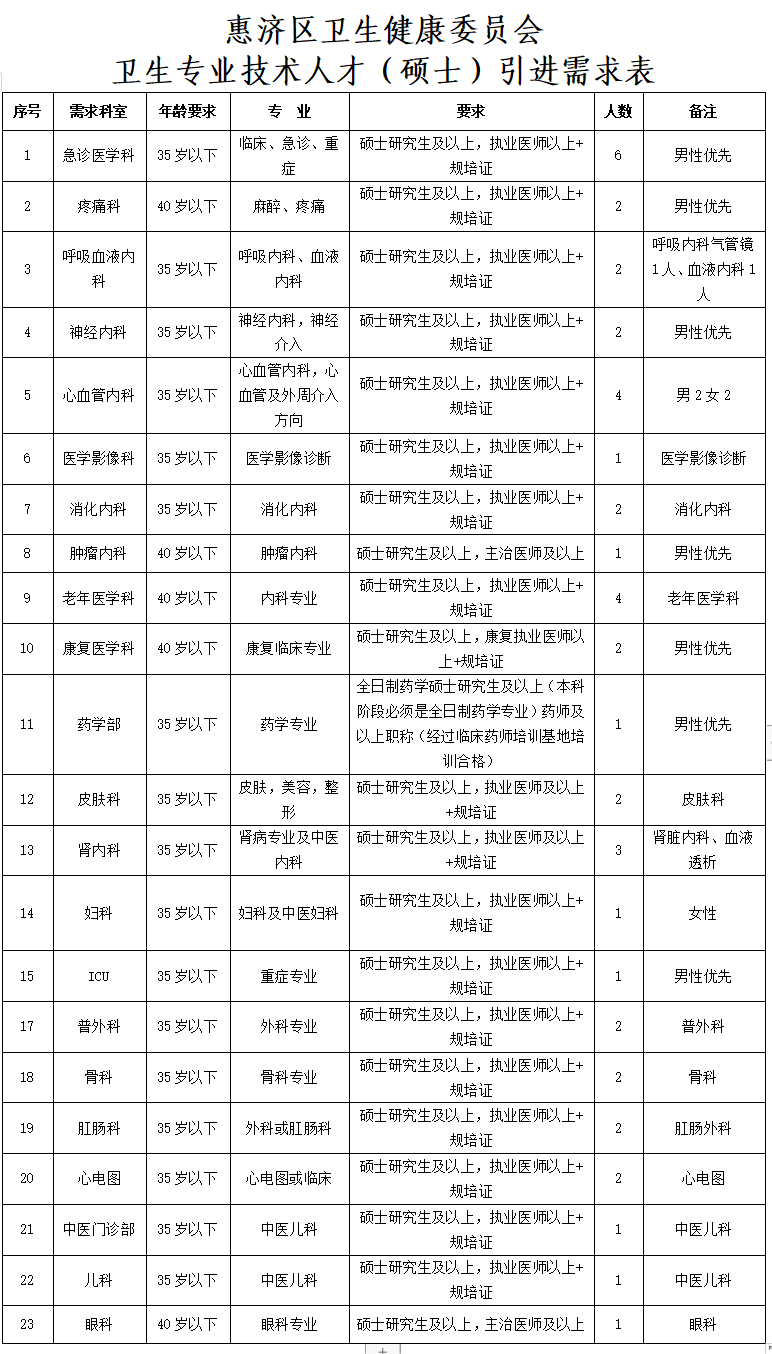 惠济区卫生健康委员会
卫生专业技术人才（硕士）引进需求表
序号 需求科室 年龄要求 专 业 要求 人数 备注
1 急诊医学科 35岁以下 临床、急诊、重
症 硕士研究生及以上，执业医师以上+
规培证 6 男性优先
2 疼痛科 40岁以下 麻醉、疼痛 硕士研究生及以上，执业医师以上+
规培证 2 男性优先
3 呼吸血液内
科 35岁以下 呼吸内科、血液
内科 硕士研究生及以上，执业医师以上+
规培证 2 呼吸内科气管镜
1人、血液内科1
人
4 神经内科 35岁以下 神经内科，神经
介入 硕士研究生及以上，执业医师以上+
规培证 2 男性优先
5 心血管内科 35岁以下 心血管内科，心
血管及外周介入
方向 硕士研究生及以上，执业医师以上+
规培证 4 男2女2
6 医学影像科 35岁以下 医学影像诊断 硕士研究生及以上，执业医师以上+
规培证 1 医学影像诊断
7 消化内科 35岁以下 消化内科 硕士研究生及以上，执业医师以上+
规培证 2 消化内科
8 肿瘤内科 40岁以下 肿瘤内科 硕士研究生及以上，主治医师及以上 1 男性优先
9 老年医学科 40岁以下 内科专业 硕士研究生及以上，执业医师以上+
规培证 4 老年医学科
10 康复医学科 40岁以下 康复临床专业 硕士研究生及以上，康复执业医师以
上+规培证 2 男性优先
11 药学部 35岁以下 药学专业 全日制药学硕士研究生及以上（本科
阶段必须是全日制药学专业）药师及
以上职称（经过临床药师培训基地培
训合格） 1 男性优先
12 皮肤科 35岁以下 皮肤，美容，整
形 硕士研究生及以上，执业医师及以上
+规培证 2 皮肤科
13 肾内科 35岁以下 肾病专业及中医
内科 硕士研究生及以上，执业医师及以上
+规培证 3 肾脏内科、血液
透析
14 妇科 35岁以下 妇科及中医妇科 硕士研究生及以上，执业医师以上+
规培证 1 女性
15 ICU 35岁以下 重症专业 硕士研究生及以上，执业医师以上+
规培证 1 男性优先
17 普外科 35岁以下 外科专业 硕士研究生及以上，执业医师以上+
规培证 2 普外科
18 骨科 35岁以下 骨科专业 硕士研究生及以上，执业医师以上+
规培证 2 骨科
19 肛肠科 35岁以下 外科或肛肠科 硕士研究生及以上，执业医师以上+
规培证 2 肛肠外科
20 心电图 35岁以下 心电图或临床 硕士研究生及以上，执业医师以上+
规培证 2 心电图
21 中医门诊部 35岁以下 中医儿科 硕士研究生及以上，执业医师以上+
规培证 1 中医儿科
22 儿科 35岁以下 中医儿科 硕士研究生及以上，执业医师以上+
规培证 1 中医儿科
23 眼科 40岁以下 眼科专业 硕士研究生及以上，主治医师及以上 1 眼科